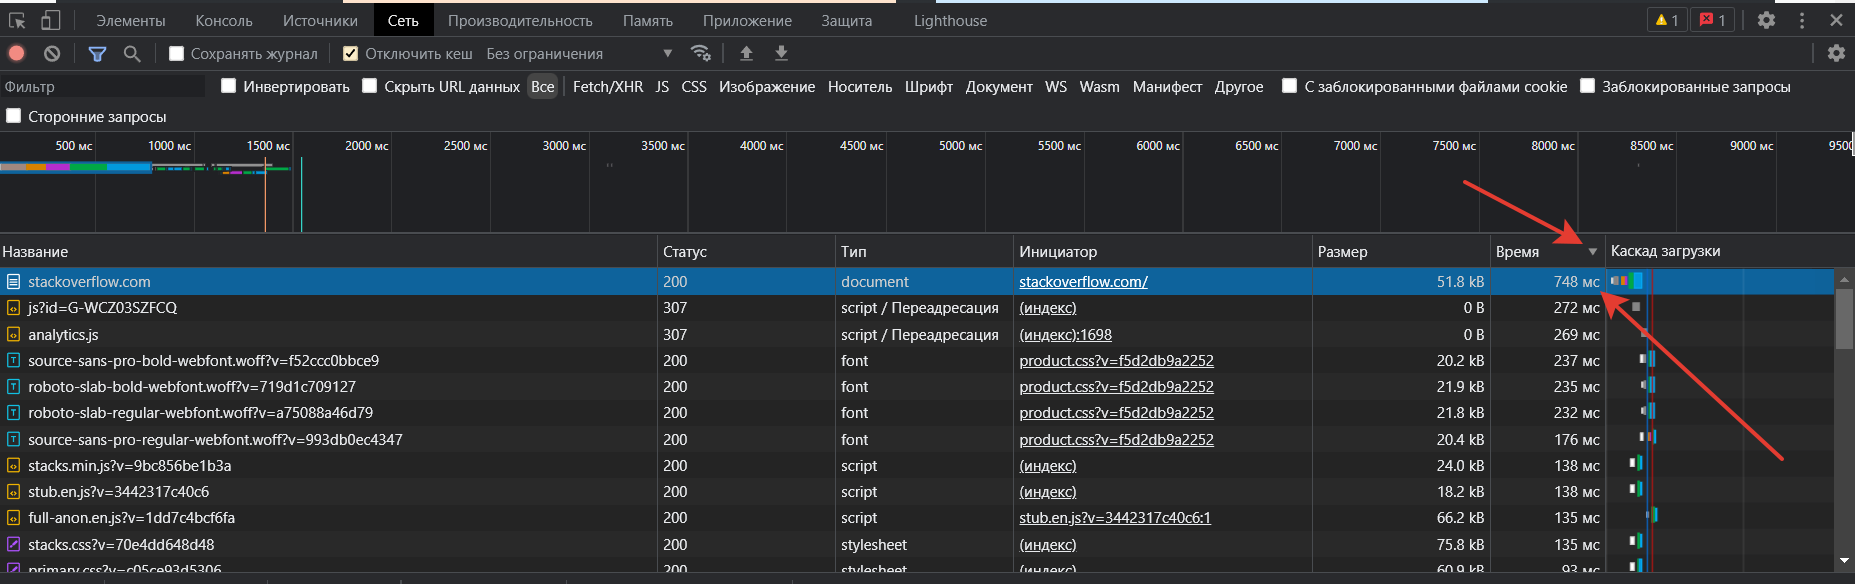 Элементы Консоль Источники Сеть Производительность Память Приложение Защита Lighthouse 1 1
Сохранять журнал Отключить кеш Без ограничения
Фильтр Инвертировать Скрыть URL данных Все Fetch/XHR JS CSS Изображение Носитель Шрифт Документ WS Wasm Манифест Другое С заблокированными файлами cookie Заблокированные запросы
Сторонние запросы
500 мс 1000 мс 1500 мс 2000 мс 2500 мс 3000 мс 3500 мс 4000 мс 4500 мс 5000 мс 5500 мс 6000 мс 6500 мс 7000 мс 7500 мс 8000 мс 8500 мс 9000 мс 9500
Название Статус Тип Инициатор Размер Время Каскад загрузки
stackoverflow.com 200 document stackoverflow.com/ 51.8 kB 748 мс
js?id=G-WCZ03SZFCQ 307 script / Переадресация (индекс) 0 B 272 мс
analytics.js 307 script / Переадресация (индекс):1698 0 B 269 мс
source-sans-pro-bold-webfont.woff?v=f52ccc0bbce9 200 font product.css?v=f5d2db9a2252 20.2 kB 237 мс
roboto-slab-bold-webfont.woff?v=719d1c709127 200 font product.css?v=f5d2db9a2252 21.9 kB 235 мс
roboto-slab-regular-webfont.woff?v=a75088a46d79 200 font product.css?v=f5d2db9a2252 21.8 kB 232 мс
source-sans-pro-regular-webfont.woff?v=993db0ec4347 200 font product.css?v=f5d2db9a2252 20.4 kB 176 мс
stacks.min.js?v=9bc856be1b3a 200 script (индекс) 24.0 kB 138 мс
stub.en.js?v=3442317c40c6 200 script (индекс) 18.2 kB 138 мс
full-anon.en.js?v=1dd7c4bcf6fa 200 script stub.en.js?v=3442317c40c6:1 66.2 kB 135 мс
stacks.css?v=70e4dd648d48 200 stylesheet (индекс) 75.8 kB 135 мс
primary.css?v=c05ce93d5306 200 stylesheet (индекс) 60.9 kB 93 мс